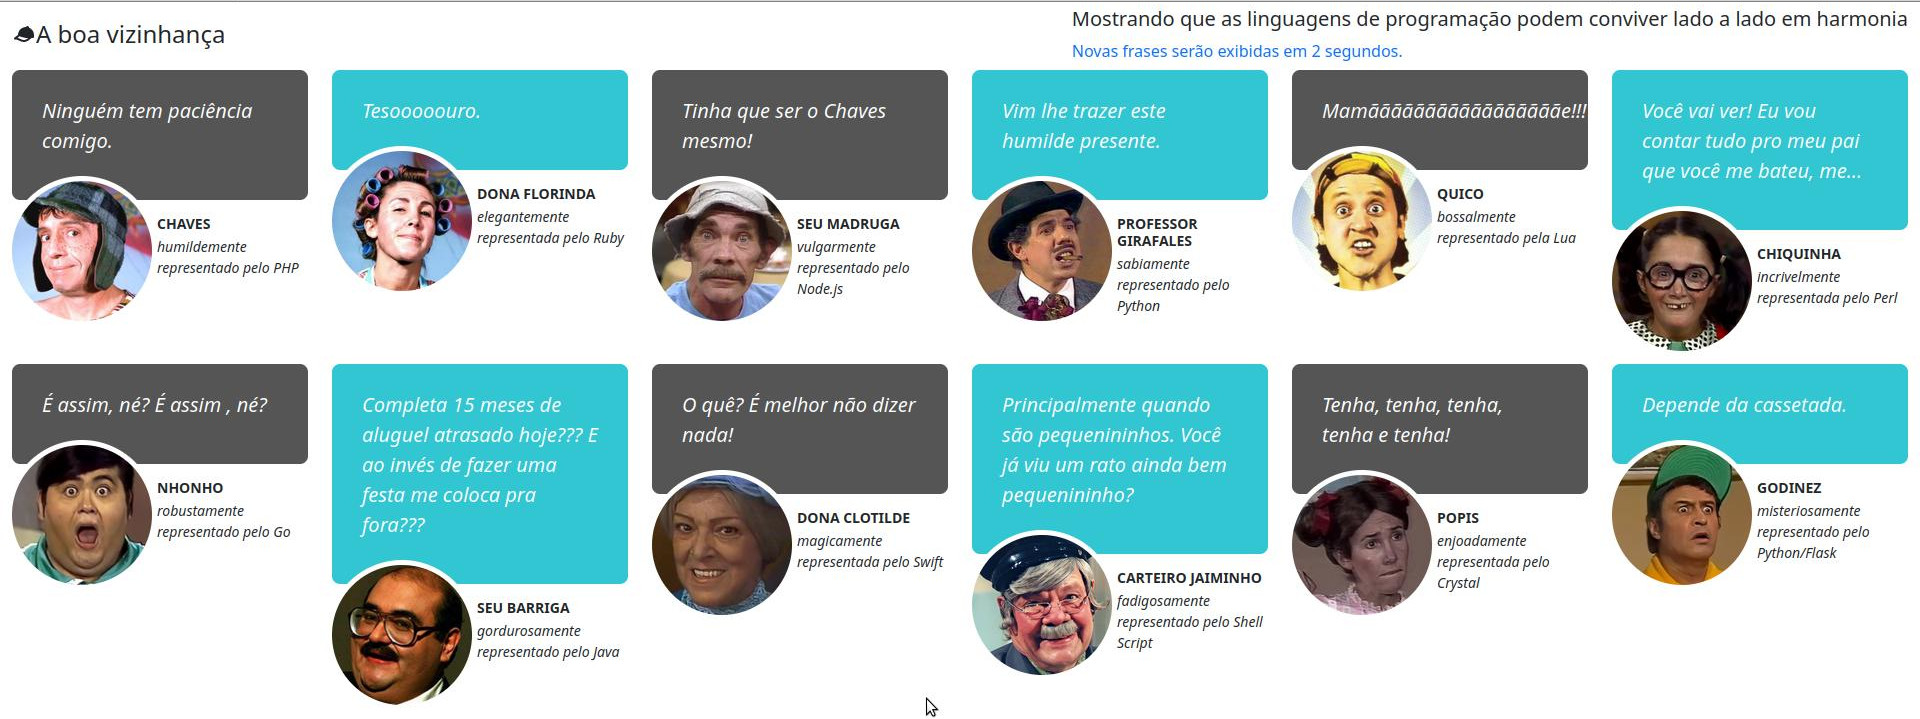 A boa vizinhança
Mostrando que as linguagens de programação podem conviver lado a lado em harmonia
Novas frases serão exibidas em 2 segundos.
Ninguém tem paciência
comigo.
CHAVES
humildemente
representado pelo PHP
Tesooooouro.
DONA FLORINDA
elegantemente
representada pelo Ruby
Tinha que ser o Chaves
mesmo!
SEU MADRUGA
vulgarmente
representado pelo
Node.js
Vim lhe trazer este
humilde presente.
PROFESSOR
GIRAFALES
sabiamente
representado pelo
Python
Mamããããããããããããããããããe!!!
QUICO
bossalmente
representado pela Lua
Você vai ver! Eu vou
contar tudo pro meu pai
que você me bateu, me...
CHIQUINHA
incrivelmente
representada pelo Perl
É assim, né? É assim , né?
NHONHO
robustamente
representado pelo Go
Completa 15 meses de
aluguel atrasado hoje??? E
ao invés de fazer uma
festa me coloca pra
fora???
SEU BARRIGA
gordurosamente
representado pelo Java
O quê? É melhor não dizer
nada!
DONA CLOTILDE
magicamente
representada pelo Swift
Principalmente quando
são pequenininhos. Você
já viu um rato ainda bem
pequenininho?
CARTEIRO JAIMINHO
fadigosamente
representado pelo Shell
Script
Tenha, tenha, tenha,
tenha e tenha!
POPIS
enjoadamente
representada pelo
Crystal
Depende da cassetada.
GODINEZ
misteriosamente
representado pelo
Python/Flask